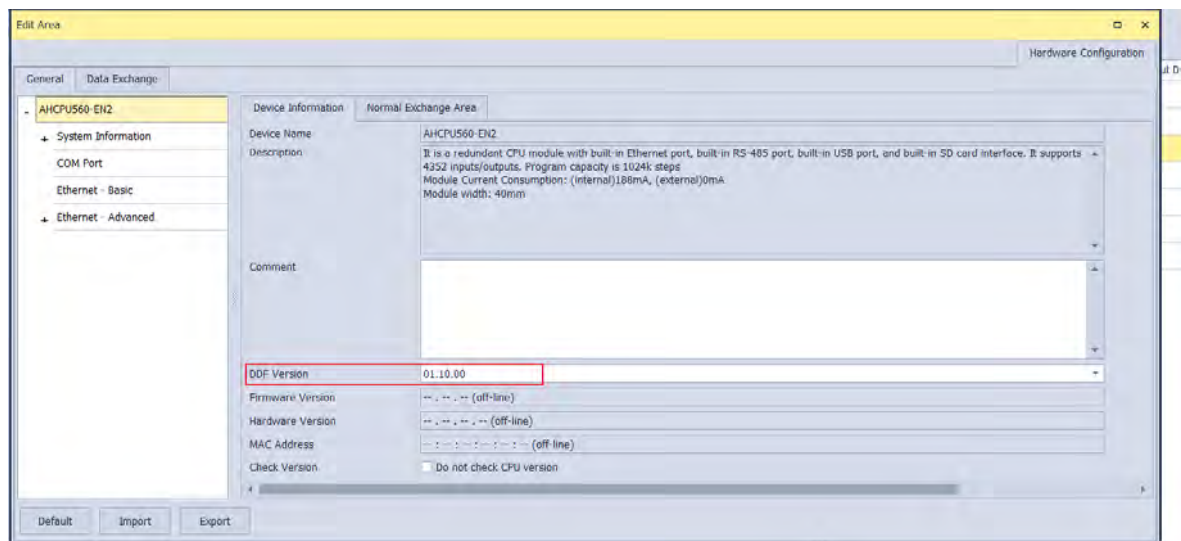 Edit Area
Hardware Configuration
General Data Exchange
- AHCPU560-EN2
+ System Information
COM Port
Ethernet - Basic
+ Ethernet - Advanced
Device Information Normal Exchange Area
Device Name AHCPU560-EN2
Description It is a redundant CPU module with built-in Ethernet port, built-in RS-485 port, built-in USB port, and built-in SD card interface. It supports
4352 inputs/outputs. Program capacity is 1024k steps
Module Current Consumption: (internal)188mA, (external)0mA
Module width: 40mm
Comment
DDF Version 01.10.00
Firmware Version -- . -- . -- (off-line)
Hardware Version -- . -- . -- . -- (off-line)
MAC Address -- : -- : -- : -- : -- : -- (off-line)
Check Version Do not check CPU version
Default Import Export